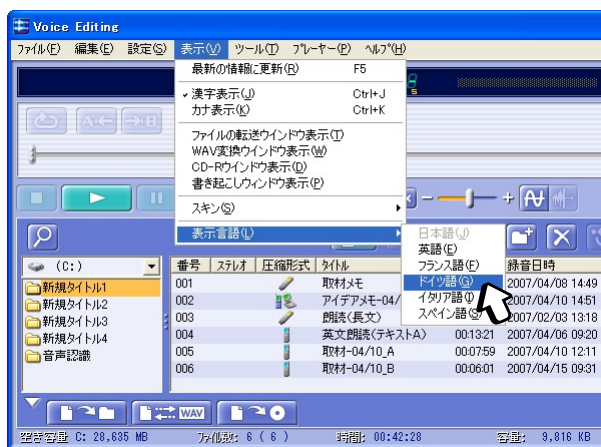 Voice Editing
ファイル(F) 編集(E) 設定(S) 表示(V) ツール(T) プレーヤー(P) ヘルプ(H)
最新の情報に更新(R) F5
漢字表示(J) Ctrl+J
カナ表示(K) Ctrl+K
ファイルの転送ウインドウ表示(T)
WAV変換ウインドウ表示(W)
CD-Rウインドウ表示(D)
書き起こしウィンドウ表示(P)
スキン(S)
表示言語(L)
日本語(J)
英語(E)
フランス語(F)
ドイツ語(G)
イタリア語(I)
スペイン語(S)
(C:)
新規タイトル1
新規タイトル2
新規タイトル3
新規タイトル4
音声認識
番号 ステレオ 圧縮形式 タイトル 録音日時
001 取材メモ 2007/04/08 14:49
002 アイデアメモ-04/ 2007/04/10 14:51
003 朗読(長文) 2007/02/03 13:18
004 英文朗読(テキストA) 00:13:21 2007/04/06 09:20
005 取材-04/10_A 00:07:59 2007/04/10 12:11
006 取材-04/10_B 00:06:01 2007/04/15 09:31
WAV
空き容量 C: 28,635 MB ファイル数: 6 ( 6 ) 時間: 00:42:28 容量: 9,816 KB